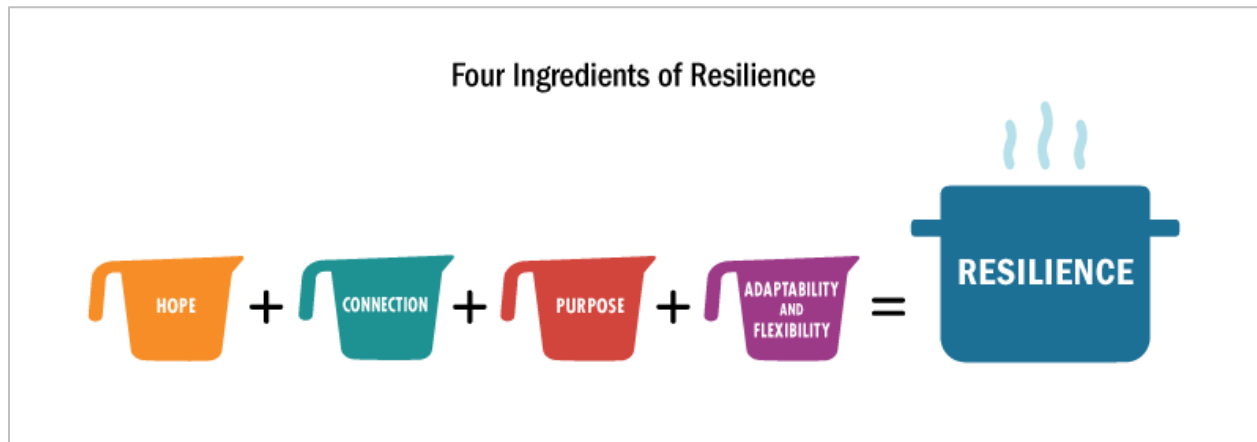 Four Ingredients of Resilience
HOPE
+
CONNECTION
+
PURPOSE
+
ADAPTABILITY
AND
FLEXIBILITY
=
RESILIENCE